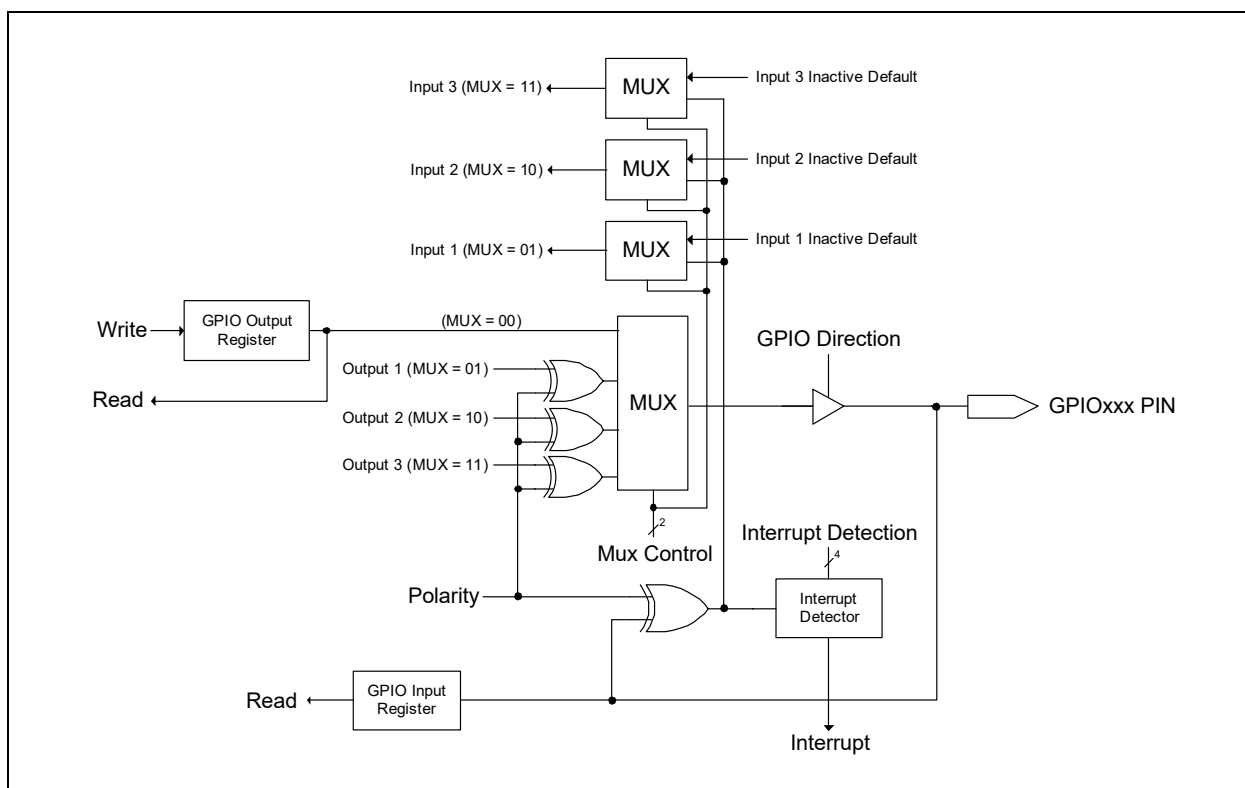 Input 3 (MUX = 11)
MUX
Input 3 Inactive Default
Input 2 (MUX = 10)
MUX
Input 2 Inactive Default
Input 1 (MUX = 01)
MUX
Input 1 Inactive Default
Write
GPIO Output
Register
(MUX = 00)
GPIO Direction
Read
Output 1 (MUX = 01)
MUX
GPIOxxx PIN
Output 2 (MUX = 10)
Output 3 (MUX = 11)
2
Mux Control
Interrupt Detection
4
Polarity
Interrupt
Detector
Read
GPIO Input
Register
Interrupt